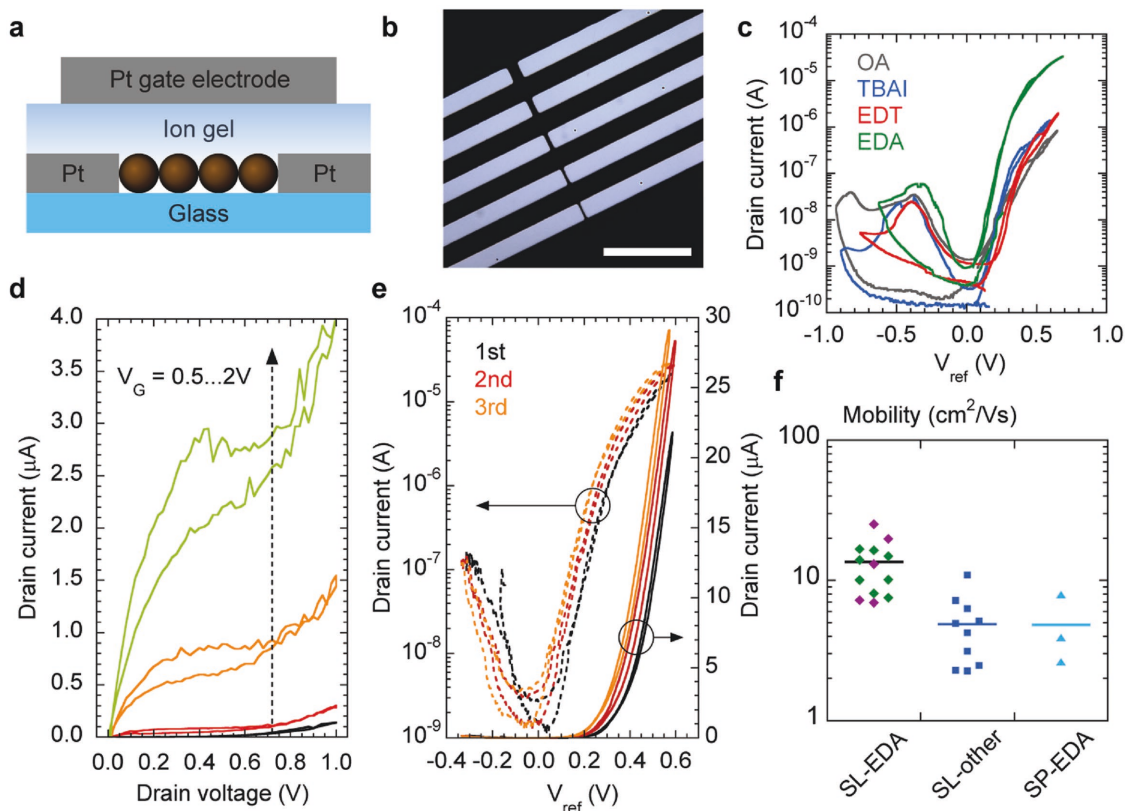 a
Pt gate electrode
Ion gel
Pt
Pt
Glass
b
c
OA
TBAI
EDT
EDA
10⁻⁴
10⁻⁵
10⁻⁶
10⁻⁷
10⁻⁸
10⁻⁹
10⁻¹⁰
Drain current (A)
-1.0
-0.5
0.0
0.5
1.0
V_ref (V)
d
V_G = 0.5...2V
4.0
3.5
3.0
2.5
2.0
1.5
1.0
0.5
0.0
Drain current (μA)
0.0
0.2
0.4
0.6
0.8
1.0
Drain voltage (V)
e
1st
2nd
3rd
10⁻⁴
10⁻⁵
10⁻⁶
10⁻⁷
10⁻⁸
10⁻⁹
Drain current (A)
30
25
20
15
10
5
0
Drain current (μA)
-0.4
-0.2
0.0
0.2
0.4
0.6
V_ref (V)
f
Mobility (cm²/Vs)
100
10
1
SL-EDA
SL-other
SP-EDA